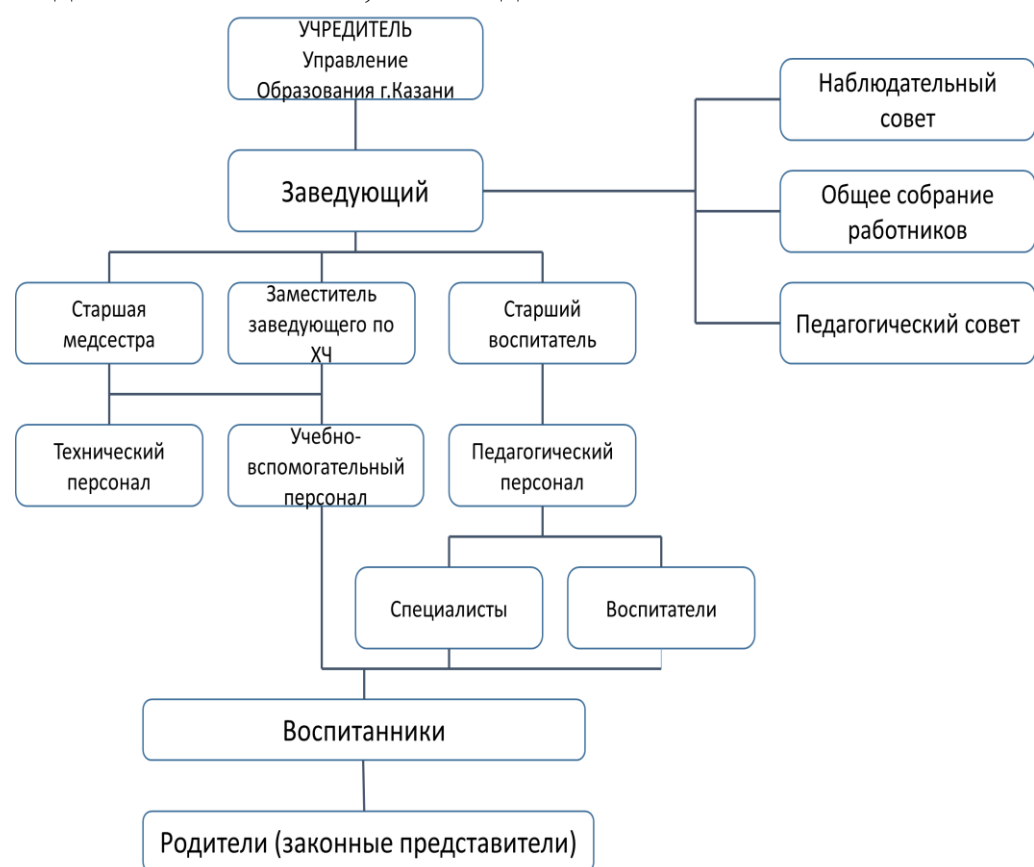 УЧРЕДИТЕЛЬ
Управление
Образования г.Казани
Наблюдательный
совет
Заведующий
Общее собрание
работников
Педагогический совет
Старшая
медсестра
Заместитель
заведующего по
ХЧ
Старший
воспитатель
Технический
персонал
Учебно-
вспомогательный
персонал
Педагогический
персонал
Специалисты
Воспитатели
Воспитанники
Родители (законные представители)